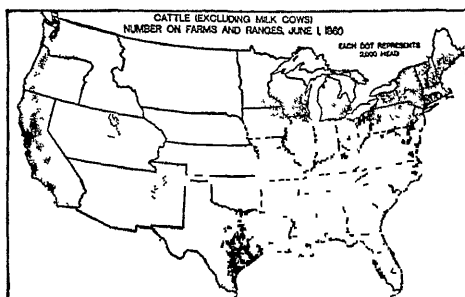 CATTLE (EXCLUDING MILK COWS)
NUMBER ON FARMS AND RANGES, JUNE 1, 1860
EACH DOT REPRESENTS
2,000 HEAD